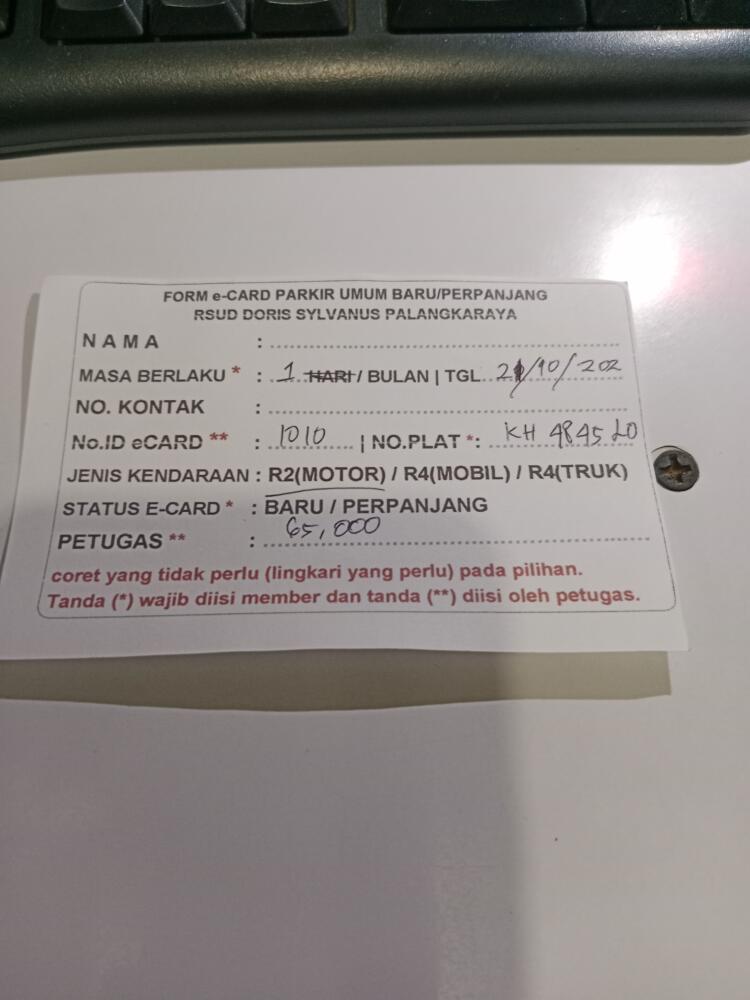 FORM e-CARD PARKIR UMUM BARU/PERPANJANG
RSUD DORIS SYLVANUS PALANGKARAYA
NAMA :
MASA BERLAKU * : 1 HARI / BULAN | TGL 21/10/202
NO. KONTAK :
No.ID eCARD ** : 1010 | NO.PLAT *: KH 4845
JENIS KENDARAAN : R2(MOTOR) / R4(MOBIL) / R4(TRUK)
STATUS E-CARD * : BARU / PERPANJANG
PETUGAS ** : 65,000
coret yang tidak perlu (lingkari yang perlu) pada pilihan.
Tanda (*) wajib diisi member dan tanda (**) diisi oleh petugas.